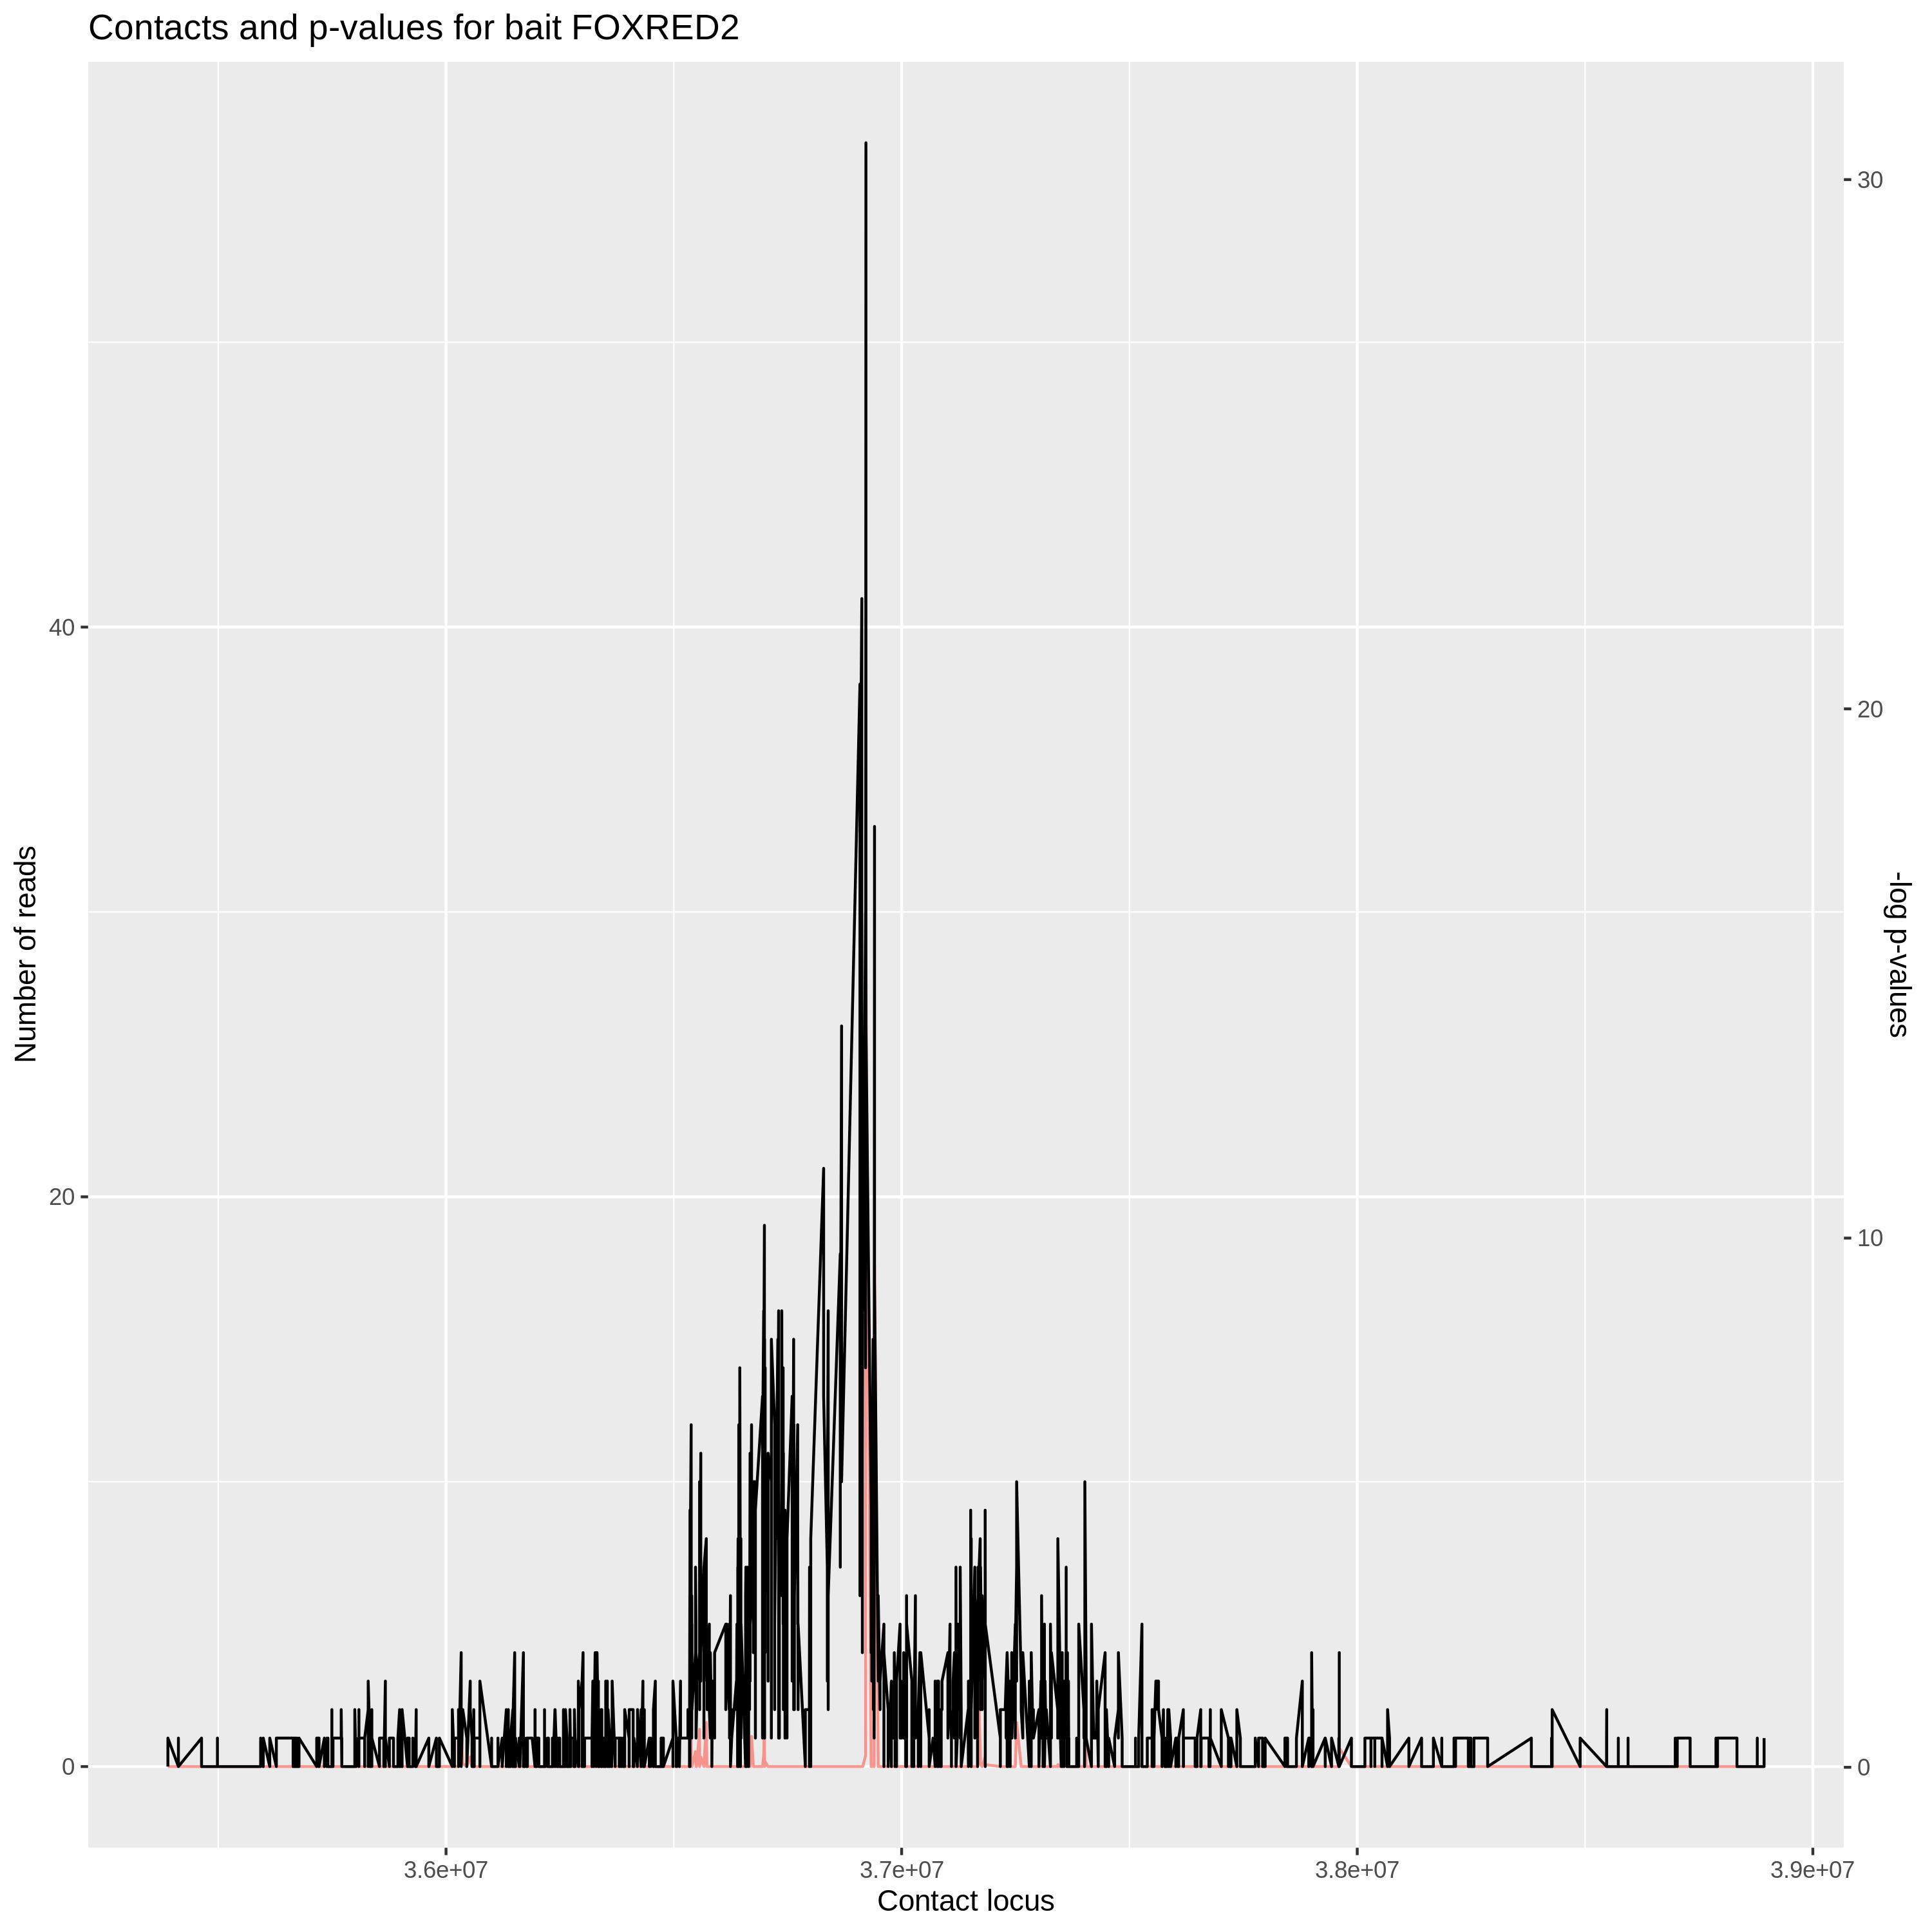 Contacts and p-values for bait FOXRED2
Number of reads
40
20
0
30
20
10
0
-log p-values
3.6e+07
3.7e+07
3.8e+07
3.9e+07
Contact locus